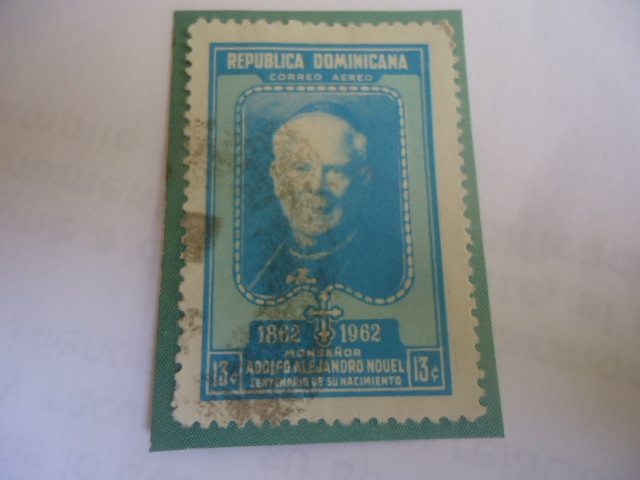 REPUBLICA DOMINICANA
CORREO AEREO
1862 1962
MONSEÑOR
ADOLFO ALEJANDRO NOUEL
CENTENARIO DE SU NACIMIENTO
13¢ 13¢